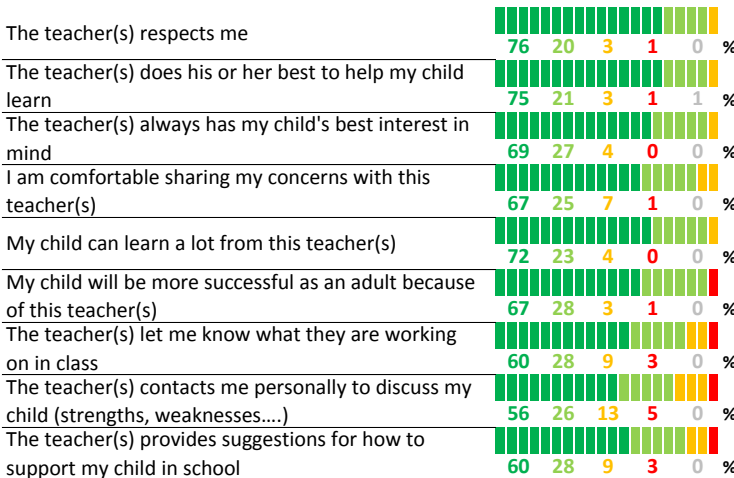 The teacher(s) respects me
76 20 3 1 0 %
The teacher(s) does his or her best to help my child
learn
75 21 3 1 1 %
The teacher(s) always has my child's best interest in
mind
69 27 4 0 0 %
I am comfortable sharing my concerns with this
teacher(s)
67 25 7 1 0 %
My child can learn a lot from this teacher(s)
72 23 4 0 0 %
My child will be more successful as an adult because
of this teacher(s)
67 28 3 1 0 %
The teacher(s) let me know what they are working
on in class
60 28 9 3 0 %
The teacher(s) contacts me personally to discuss my
child (strengths, weaknesses….)
56 26 13 5 0 %
The teacher(s) provides suggestions for how to
support my child in school
60 28 9 3 0 %